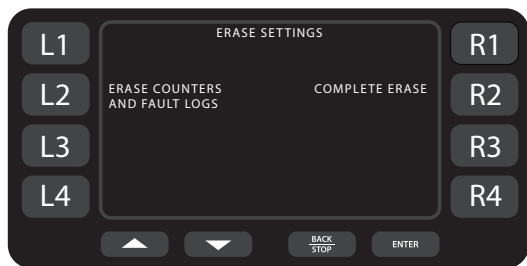 ERASE SETTINGS
L1
R1
L2
ERASE COUNTERS
AND FAULT LOGS
COMPLETE ERASE
R2
L3
R3
L4
R4
BACK
STOP
ENTER